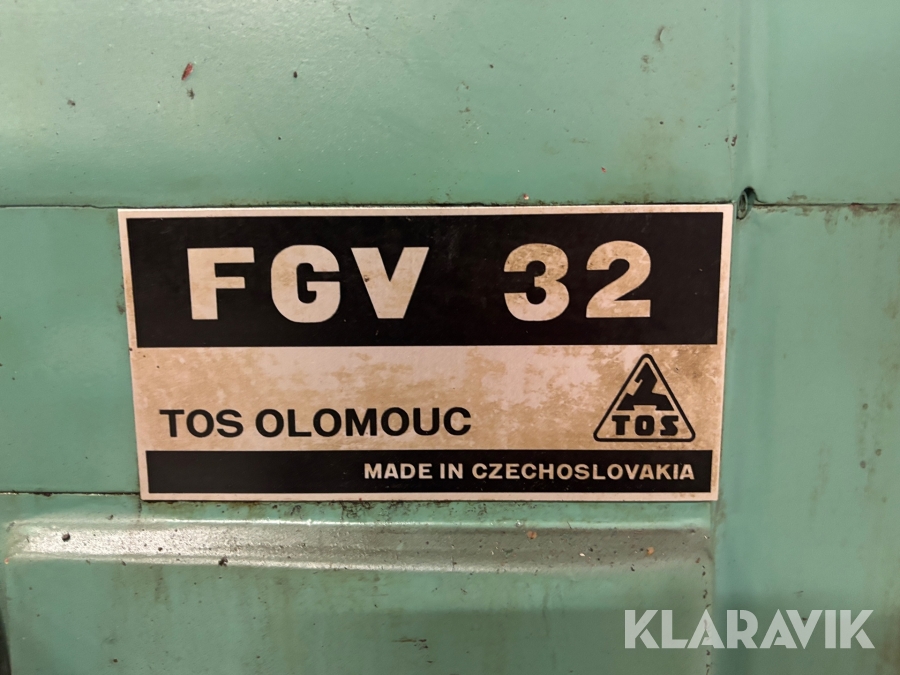 FGV 32
TOS OLOMOUC
TOS
MADE IN CZECHOSLOVAKIA
KLARAVIK